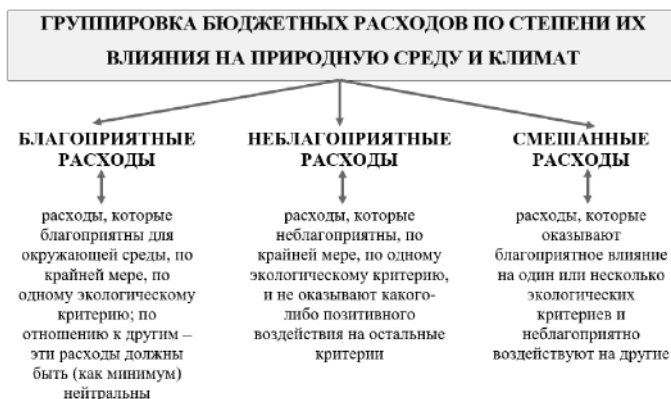 ГРУППИРОВКА БЮДЖЕТНЫХ РАСХОДОВ ПО СТЕПЕНИ ИХ
ВЛИЯНИЯ НА ПРИРОДНУЮ СРЕДУ И КЛИМАТ
БЛАГОПРИЯТНЫЕ
РАСХОДЫ
расходы, которые
благоприятны для
окружающей среды, по
крайней мере, по
одному экологическому
критерию; по
отношению к другим –
эти расходы должны
быть (как минимум)
нейтральны
НЕБЛАГОПРИЯТНЫЕ
РАСХОДЫ
расходы, которые
неблагоприятны, по
крайней мере, по одному
экологическому критерию,
и не оказывают какого-
либо позитивного
воздействия на остальные
критерии
СМЕШАННЫЕ
РАСХОДЫ
расходы, которые
оказывают
благоприятное влияние
на один или несколько
экологических
критериев и
неблагоприятно
воздействуют на другие